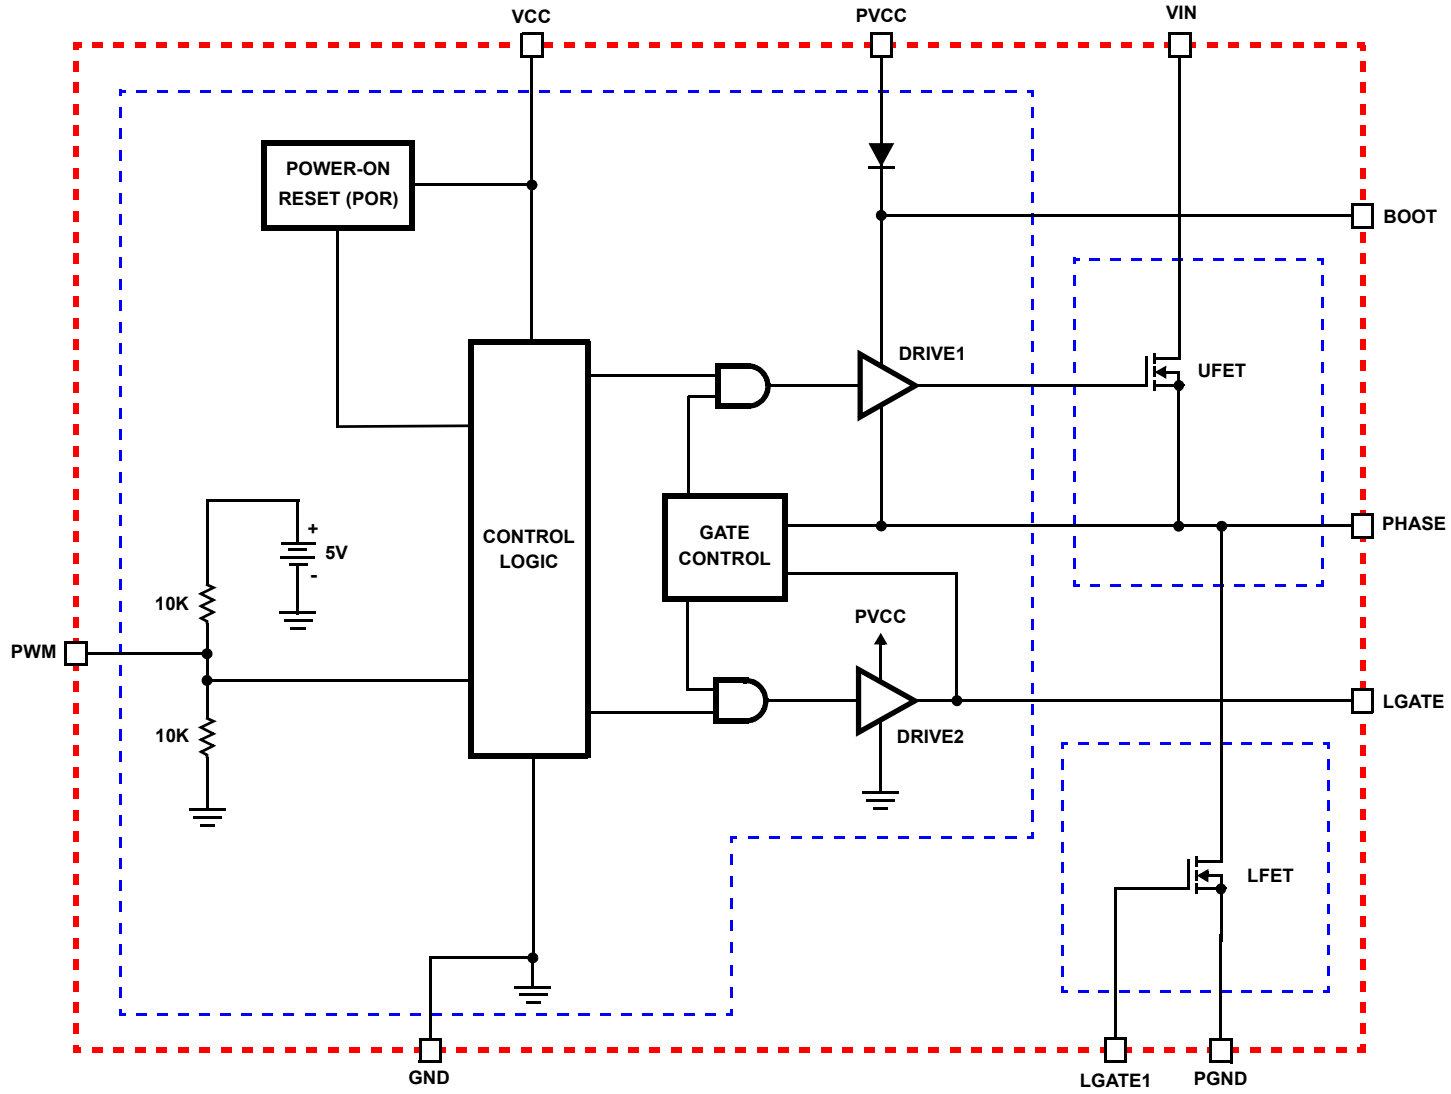 VCC
PVCC
VIN
POWER-ON
RESET (POR)
BOOT
DRIVE1
UFET
CONTROL
LOGIC
GATE
CONTROL
PHASE
+
5V
-
10K
PVCC
PWM
LGATE
10K
DRIVE2
LFET
GND
LGATE1
PGND